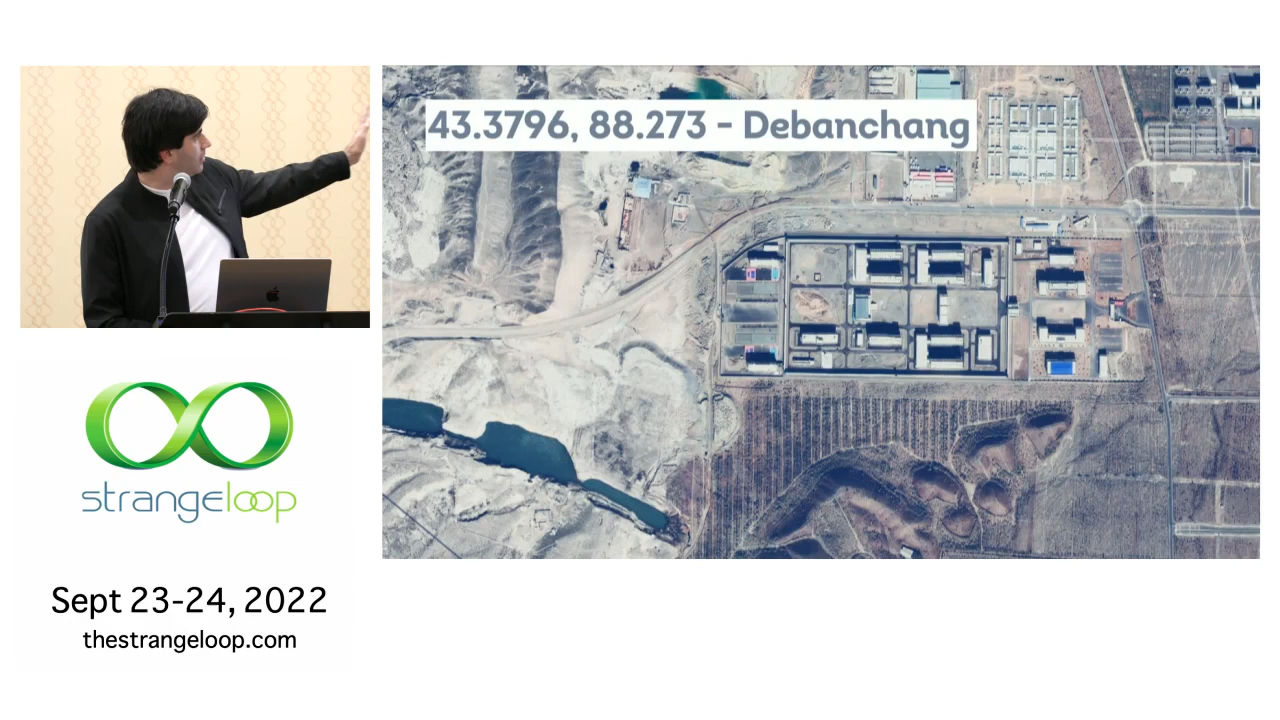 43.3796, 88.273 - Debanchang
strangeloop
Sept 23-24, 2022
thestrangeloop.com